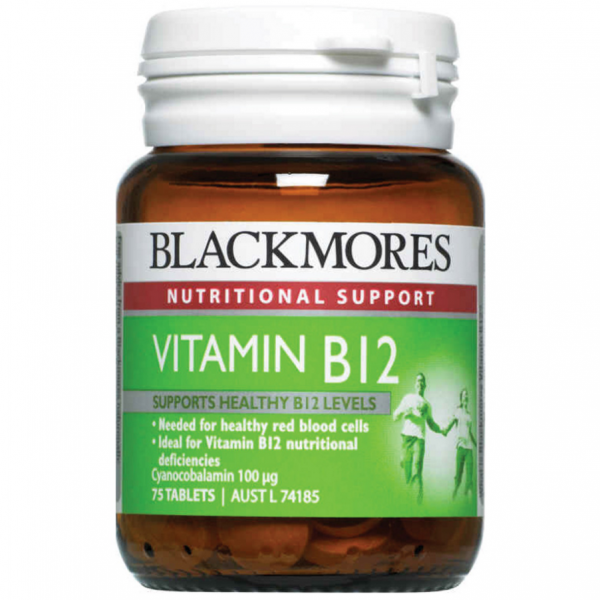 BLACKMORES
NUTRITIONAL SUPPORT
VITAMIN B12
SUPPORTS HEALTHY B12 LEVELS
• Needed for healthy red blood cells
• Ideal for Vitamin B12 nutritional
deficiencies
Cyanocobalamin 100 µg
75 TABLETS | AUST L 74185